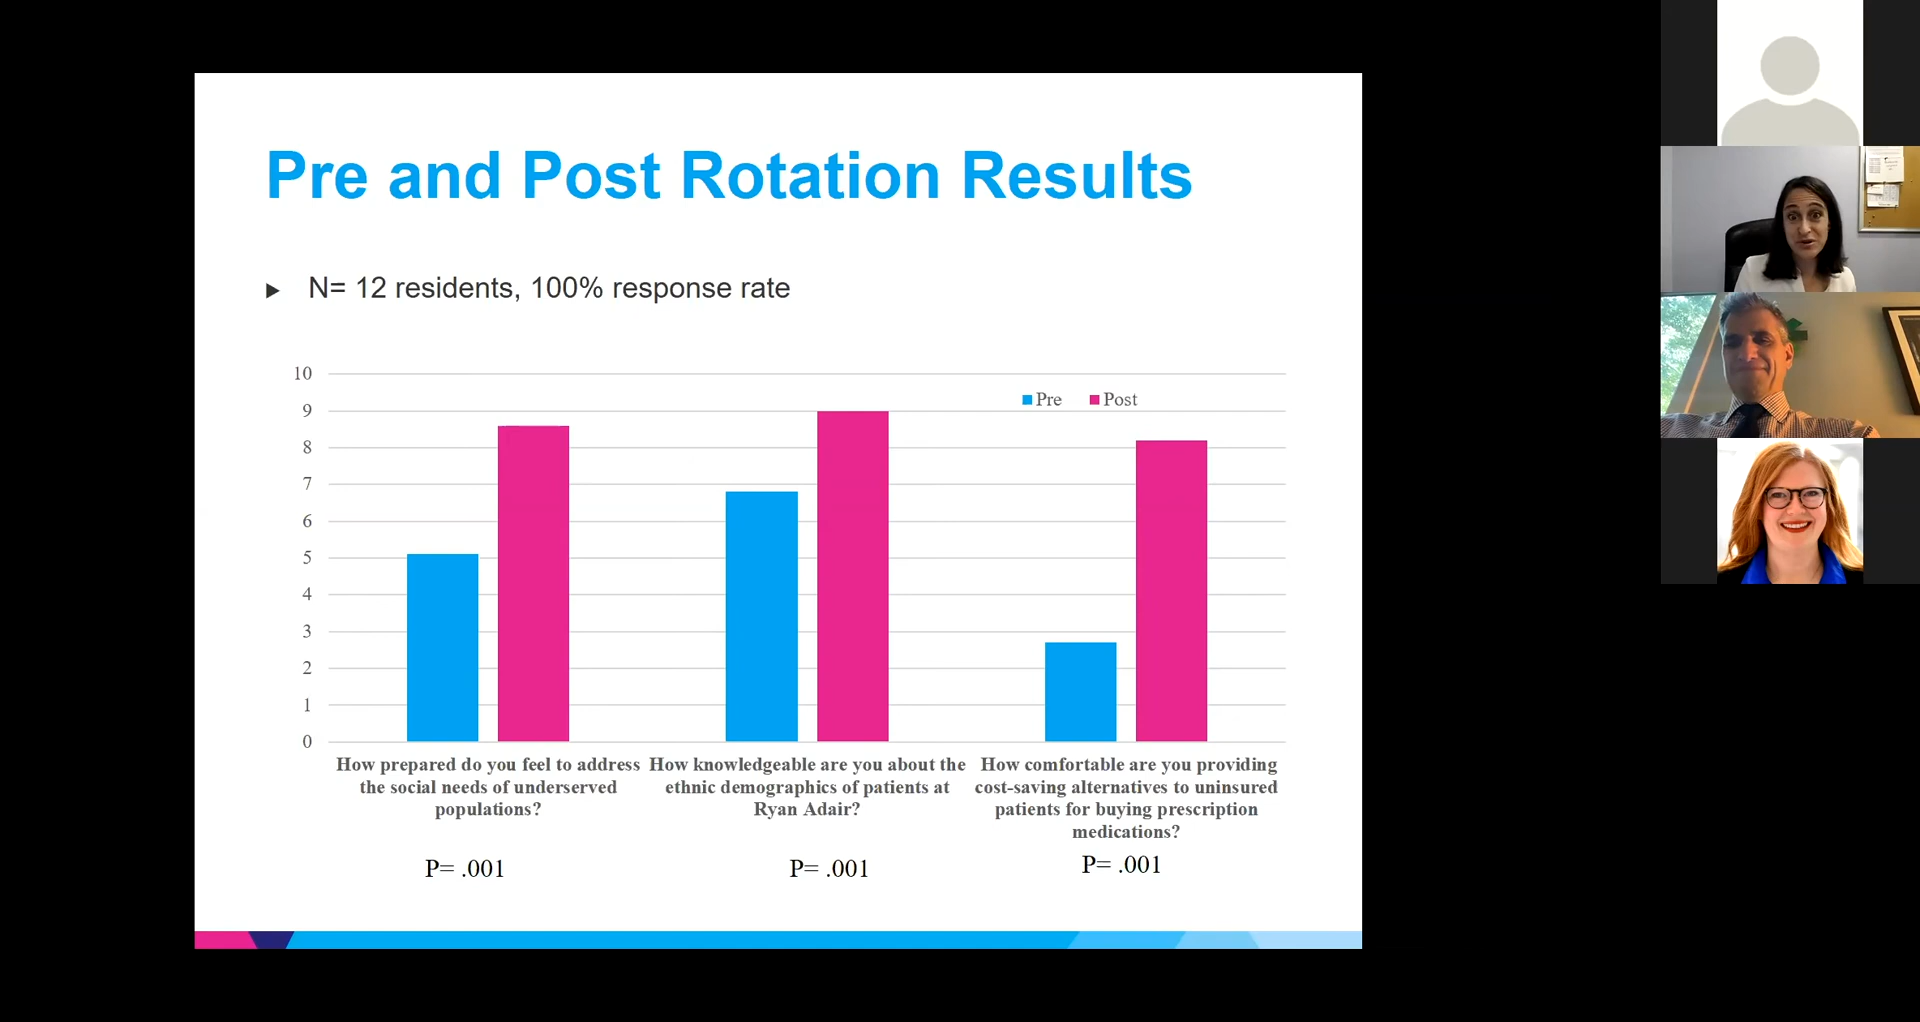 Pre and Post Rotation Results
N= 12 residents, 100% response rate
10
9
8
7
6
5
4
3
2
1
0
Pre
Post
How prepared do you feel to address
the social needs of underserved
populations?
How knowledgeable are you about the
ethnic demographics of patients at
Ryan Adair?
How comfortable are you providing
cost-saving alternatives to uninsured
patients for buying prescription
medications?
P= .001
P= .001
P= .001